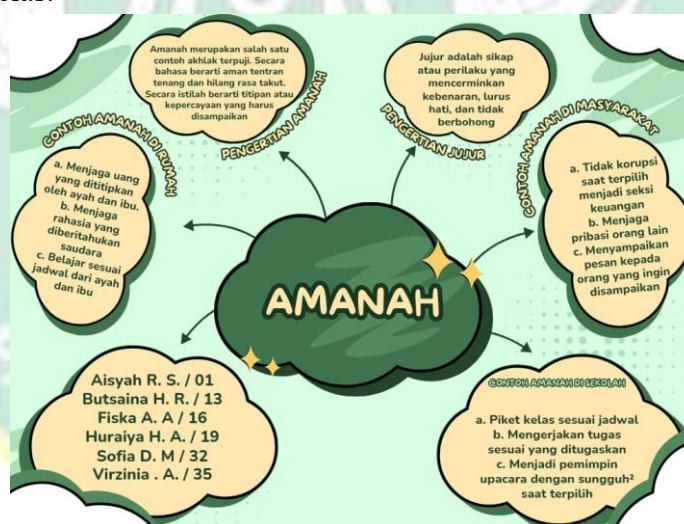 Amanah merupakan salah satu
contoh akhlak terpuji. Secara
bahasa berarti aman tentran
tenang dan hilang rasa takut.
Secara istilah berarti titipan atau
kepercayaan yang harus
disampaikan
PENGERTIAN AMANAH
Jujur adalah sikap
atau perilaku yang
mencerminkan
kebenaran, lurus
hati, dan tidak
berbohong
PENGERTIAN JUJUR
CONTOH AMANAH DI RUMAH
a. Menjaga uang
yang dititipkan
oleh ayah dan ibu.
b. Menjaga
rahasia yang
diberitahukan
saudara
c. Belajar sesuai
jadwal dari ayah
dan ibu
CONTOH AMANAH DI MASYARAKAT
a. Tidak korupsi
saat terpilih
menjadi seksi
keuangan
b. Menjaga
pribasi orang lain
c. Menyampaikan
pesan kepada
orang yang ingin
disampaikan
AMANAH
Aisyah R. S. / 01
Butsaina H. R. / 13
Fiska A. A / 16
Huraiya H. A. / 19
Sofia D. M / 32
Virzinia . A. / 35
CONTOH AMANAH DI SEKOLAH
a. Piket kelas sesuai jadwal
b. Mengerjakan tugas
sesuai yang ditugaskan
c. Menjadi pemimpin
upacara dengan sungguh²
saat terpilih